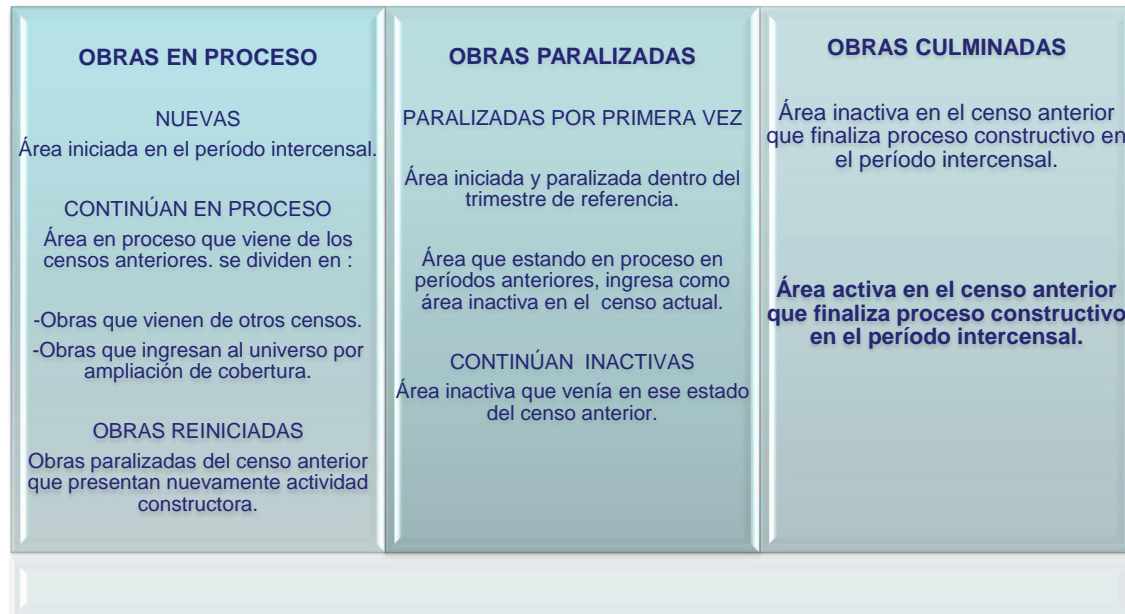 OBRAS EN PROCESO
NUEVAS
Área iniciada en el período intercensal.
CONTINÚAN EN PROCESO
Área en proceso que viene de los
censos anteriores. se dividen en :
-Obras que vienen de otros censos.
-Obras que ingresan al universo por
ampliación de cobertura.
OBRAS REINICIADAS
Obras paralizadas del censo anterior
que presentan nuevamente actividad
constructora.
OBRAS PARALIZADAS
PARALIZADAS POR PRIMERA VEZ
Área iniciada y paralizada dentro del
trimestre de referencia.
Área que estando en proceso en
períodos anteriores, ingresa como
área inactiva en el censo actual.
CONTINÚAN INACTIVAS
Área inactiva que venía en ese estado
del censo anterior.
OBRAS CULMINADAS
Área inactiva en el censo anterior
que finaliza proceso constructivo en
el período intercensal.
Área activa en el censo anterior
que finaliza proceso constructivo
en el período intercensal.